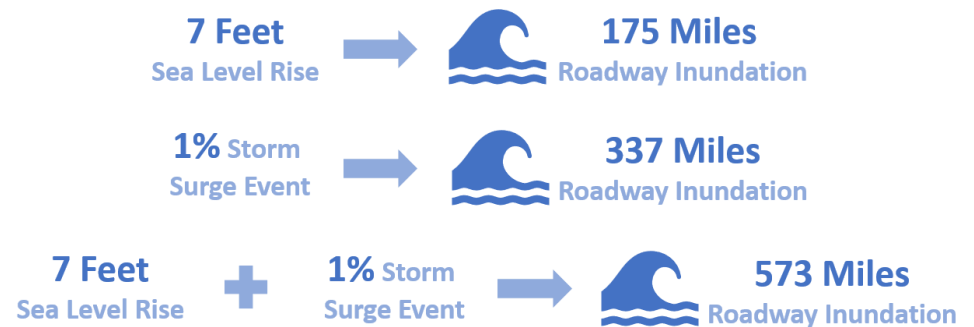 7 Feet
Sea Level Rise
175 Miles
Roadway Inundation
1% Storm
Surge Event
337 Miles
Roadway Inundation
7 Feet
Sea Level Rise
1% Storm
Surge Event
573 Miles
Roadway Inundation